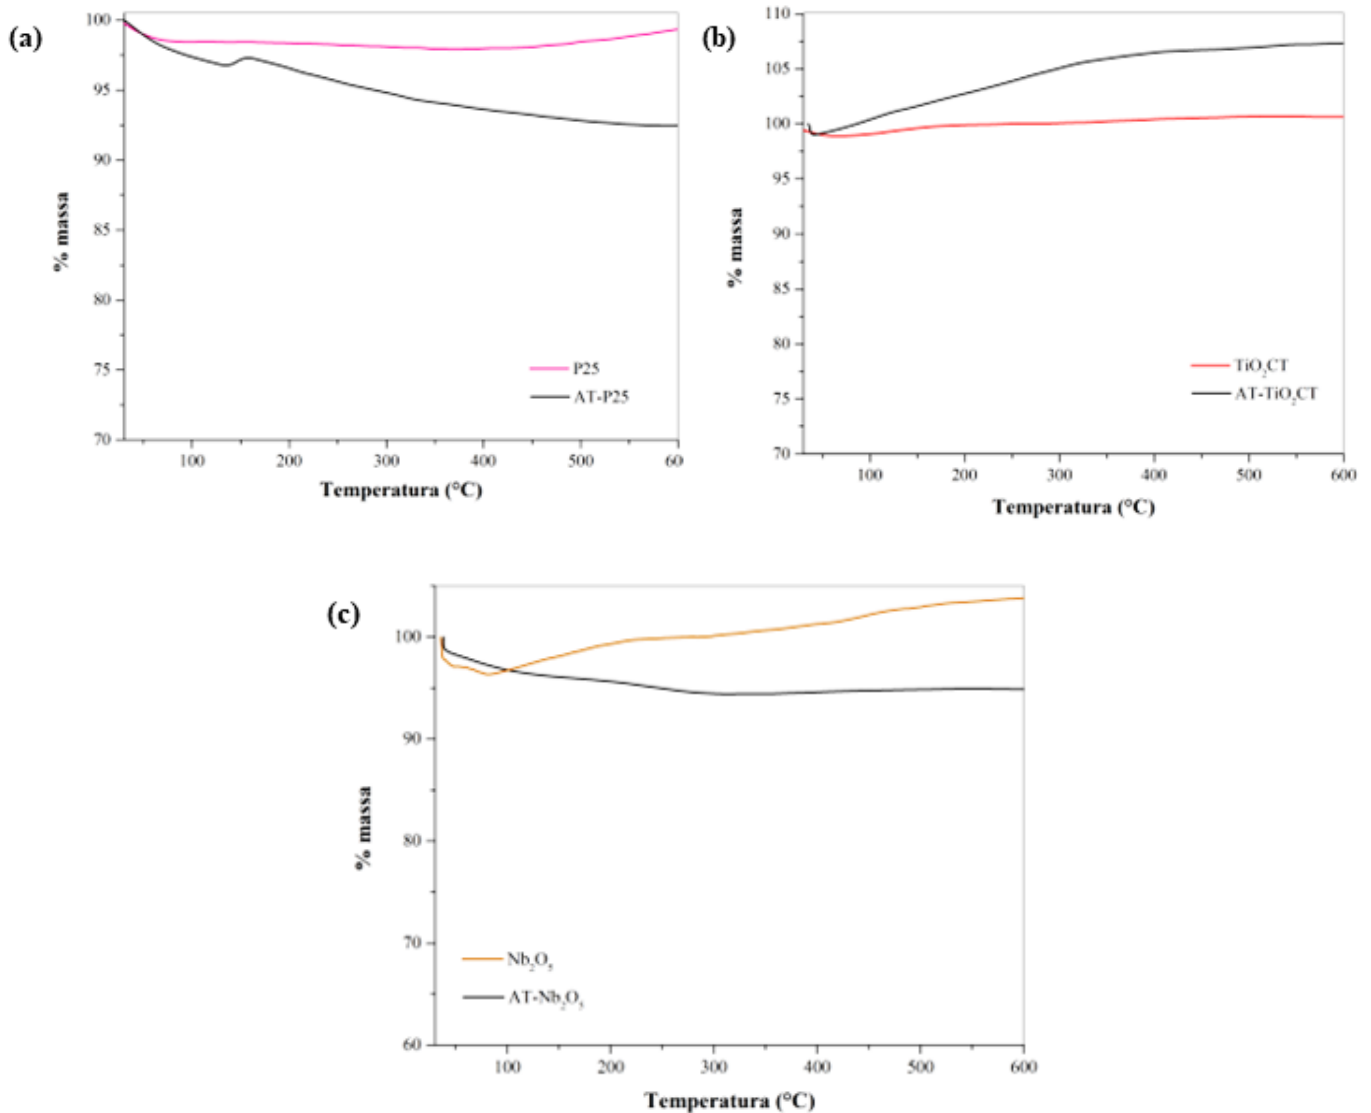 (a)
100
95
90
85
80
75
70
% massa
P25
AT-P25
100
200
300
400
500
60
Temperatura (°C)
(b)
110
105
100
95
90
85
80
75
70
% massa
TiO₂CT
AT-TiO₂CT
100
200
300
400
500
600
Temperatura (°C)
(c)
100
90
80
70
60
% massa
Nb₂O₅
AT-Nb₂O₅
100
200
300
400
500
600
Temperatura (°C)